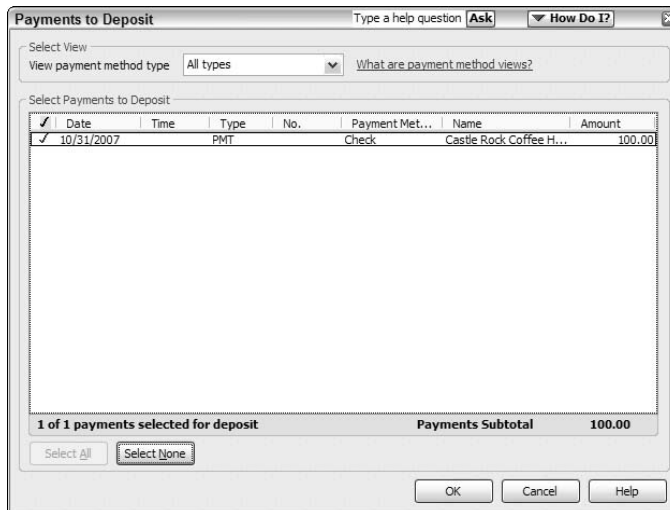 Payments to Deposit Type a help question Ask How Do I?
Select View
View payment method type All types What are payment method views?
Select Payments to Deposit
✓ Date Time Type No. Payment Met... Name Amount
✓ 10/31/2007 PMT Check Castle Rock Coffee H... 100.00
1 of 1 payments selected for deposit Payments Subtotal 100.00
Select All Select None
OK Cancel Help